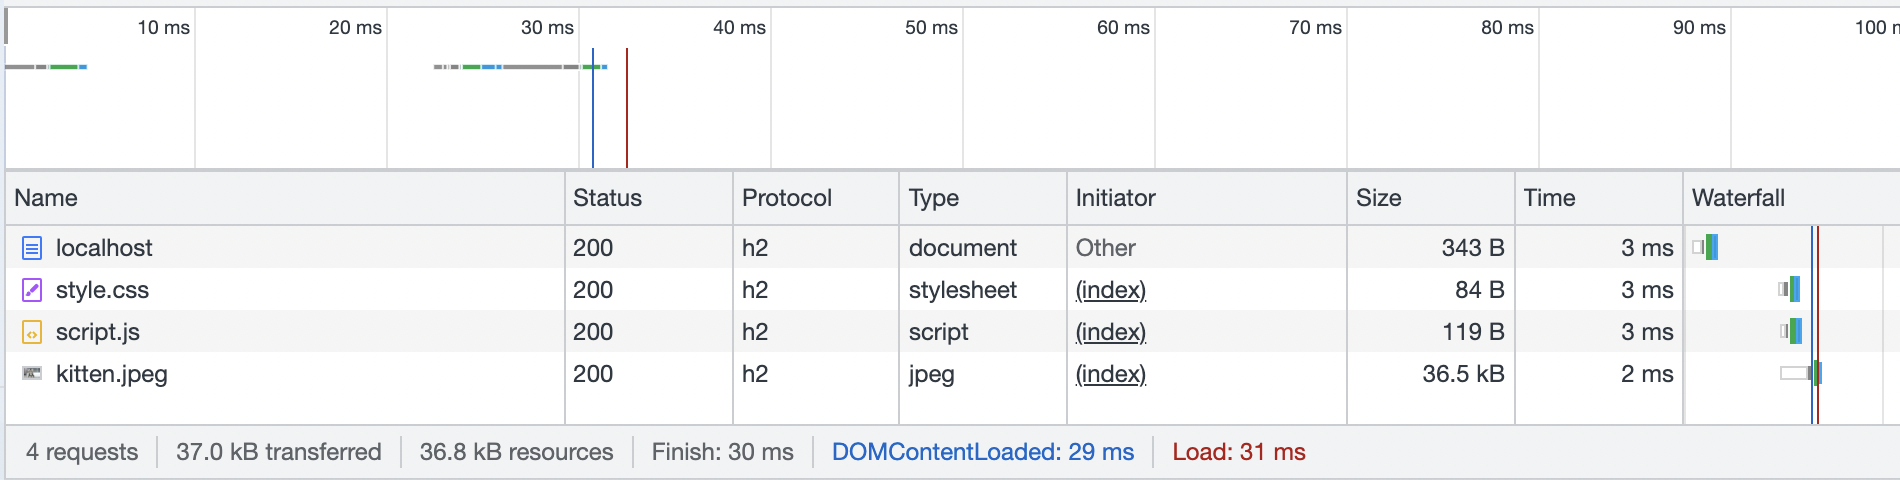 10 ms 20 ms 30 ms 40 ms 50 ms 60 ms 70 ms 80 ms 90 ms 100 m
Name Status Protocol Type Initiator Size Time Waterfall
localhost 200 h2 document Other 343 B 3 ms
style.css 200 h2 stylesheet (index) 84 B 3 ms
script.js 200 h2 script (index) 119 B 3 ms
kitten.jpeg 200 h2 jpeg (index) 36.5 kB 2 ms
4 requests 37.0 kB transferred 36.8 kB resources Finish: 30 ms DOMContentLoaded: 29 ms Load: 31 ms